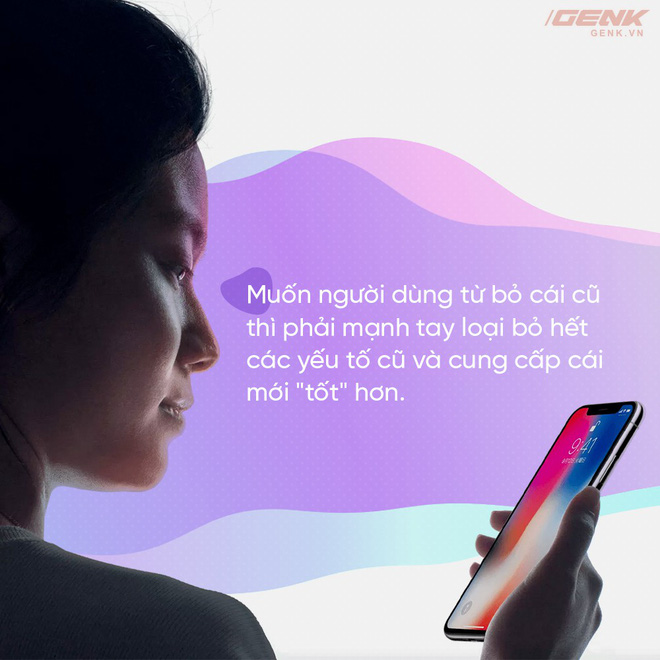 GENK
GENK.VN
Muốn người dùng từ bỏ cái cũ
thì phải mạnh tay loại bỏ hết
các yếu tố cũ và cung cấp cái
mới "tốt" hơn.
9:41